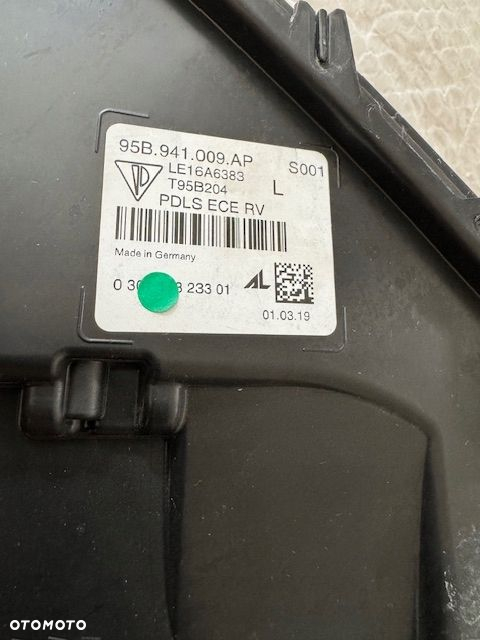 95B.941.009.AP
S001
LE16A6383
T95B204
L
PDLS ECE RV
Made in Germany
233 01
AL
01.03.19
OTOMOTO